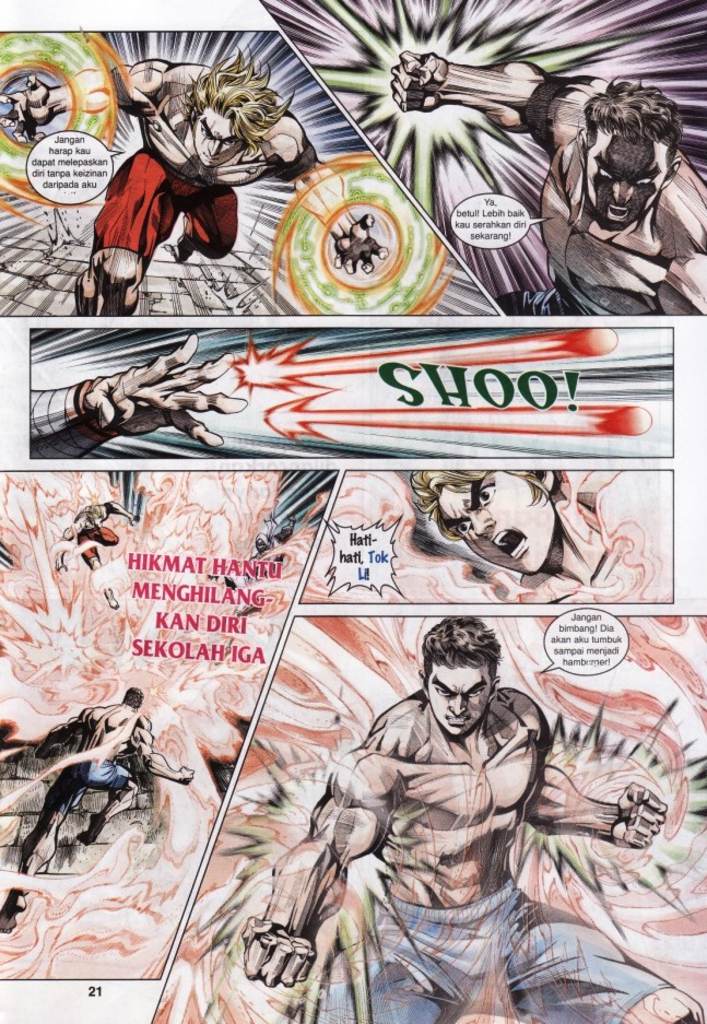 Jangan
harap kau
dapat melepaskan
diri tanpa keizinan
daripada aku
Ya,
betul! Lebih baik
kau serahkan diri
sekarang!
SHOO!
HIKMAT HANTU
MENGHILANG-
KAN DIRI
SEKOLAH IGA
Hati-
hati, Tok
Li!
Jangan
bimbang! Dia
akan aku tumbuk
sampai menjadi
hamberner!
21